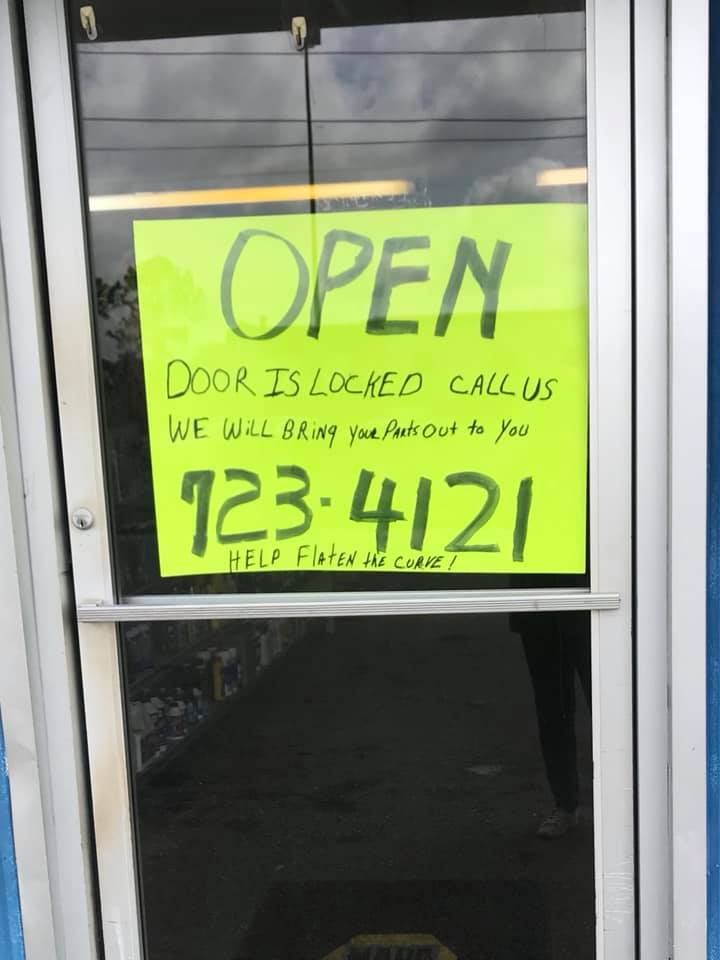 OPEN
DOOR IS LOCKED CALL US
WE WILL BRING YOUR PARTS OUT to YOU
723-4121
HELP FLATEN tHE CURVE!